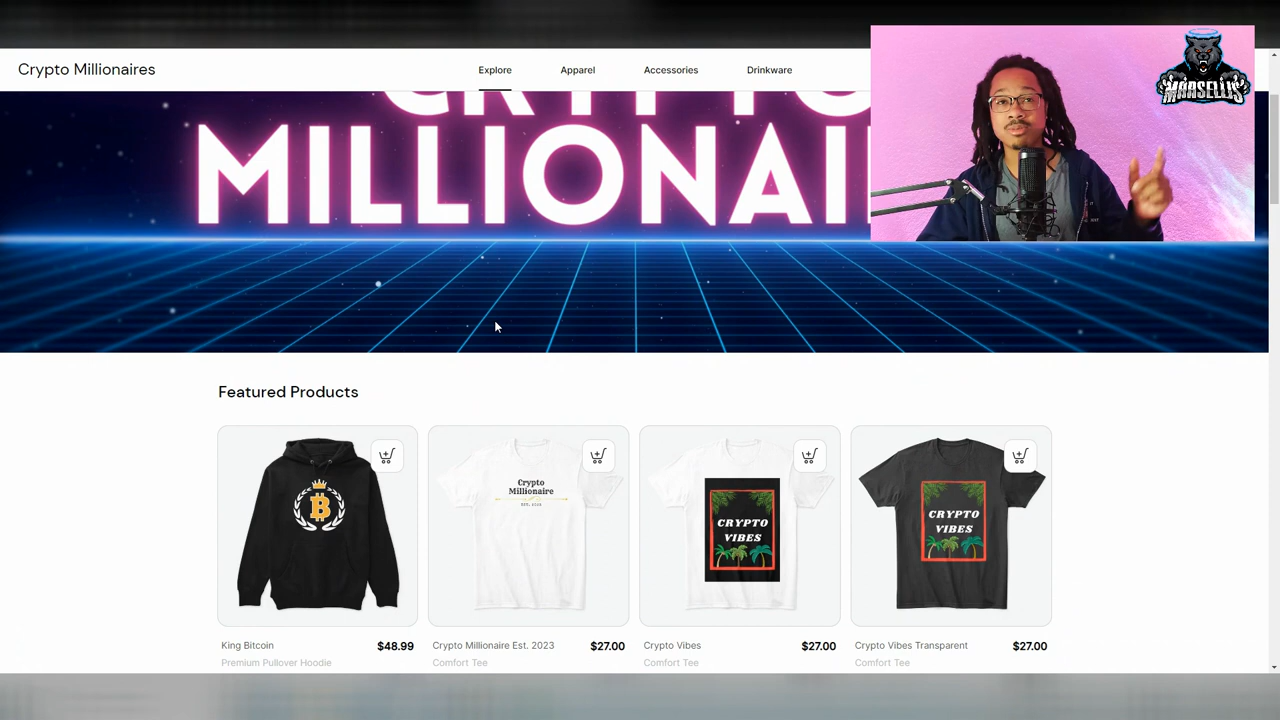 Crypto Millionaires
Explore
Apparel
Accessories
Drinkware
MARSELLIS
CRYPTO
MILLIONAI
Featured Products
Crypto
Millionaire
CRYPTO
VIBES
CRYPTO
VIBES
King Bitcoin
$48.99
Premium Pullover Hoodie
Crypto Millionaire Est. 2023
$27.00
Comfort Tee
Crypto Vibes
$27.00
Comfort Tee
Crypto Vibes Transparent
$27.00
Comfort Tee